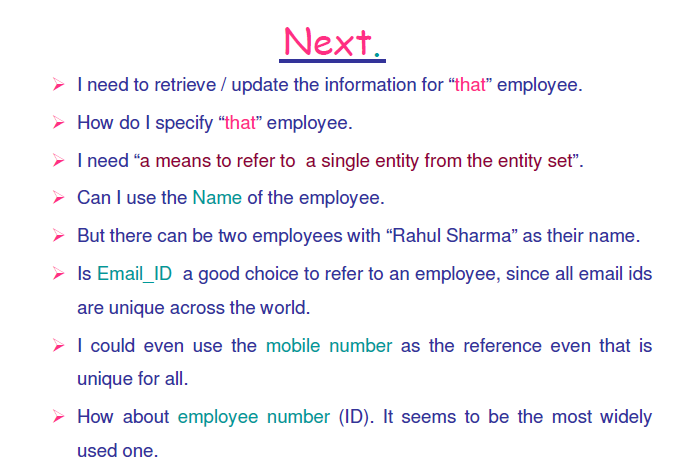 Next.
I need to retrieve / update the information for “that” employee.
How do I specify “that” employee.
I need “a means to refer to a single entity from the entity set”.
Can I use the Name of the employee.
But there can be two employees with “Rahul Sharma” as their name.
Is Email_ID a good choice to refer to an employee, since all email ids
are unique across the world.
I could even use the mobile number as the reference even that is
unique for all.
How about employee number (ID). It seems to be the most widely
used one.